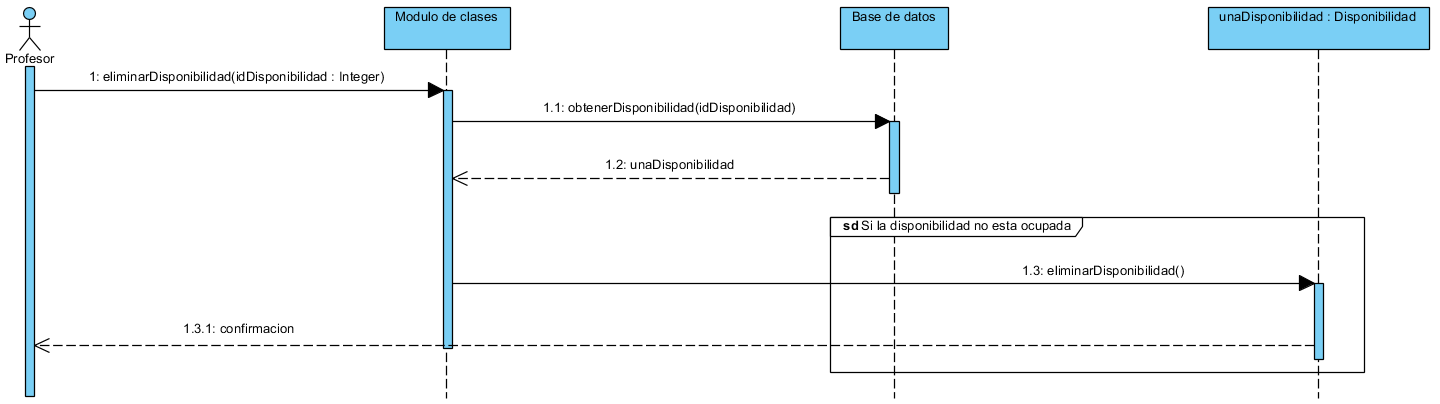 Modulo de clases
Base de datos
unaDisponibilidad : Disponibilidad
Profesor
1: eliminarDisponibilidad(idDisponibilidad : Integer)
1.1: obtenerDisponibilidad(idDisponibilidad)
1.2: unaDisponibilidad
sd Si la disponibilidad no esta ocupada
1.3: eliminarDisponibilidad()
1.3.1: confirmacion